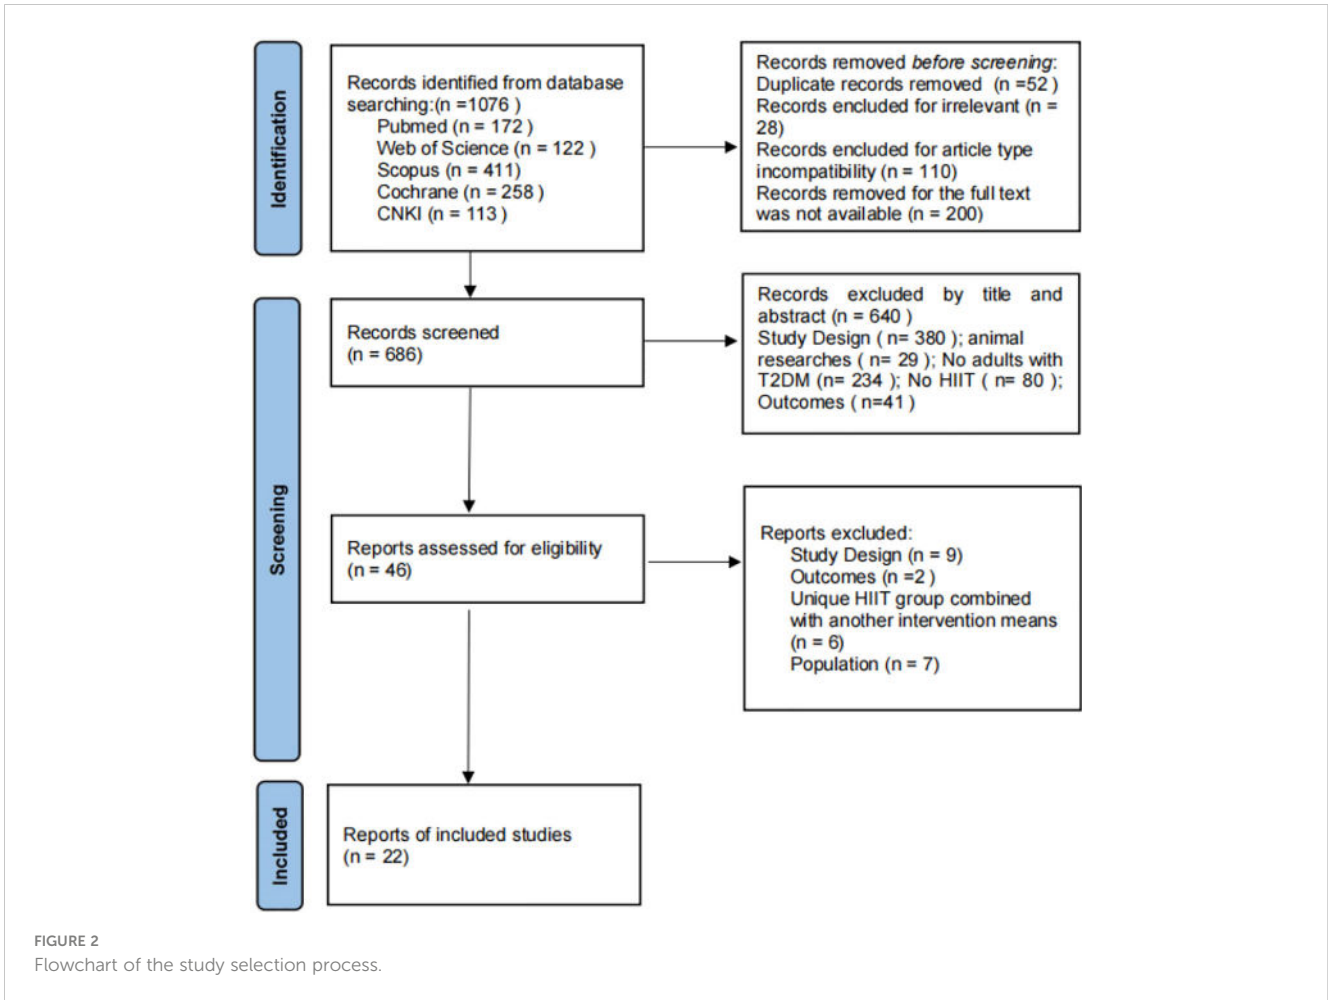 Identification
Records identified from database
searching:(n =1076 )
Pubmed (n = 172 )
Web of Science (n = 122 )
Scopus (n = 411)
Cochrane (n = 258 )
CNKI (n = 113 )
Records removed before screening:
Duplicate records removed (n =52 )
Records encluded for irrelevant (n =
28)
Records encluded for article type
incompatibility (n = 110)
Records removed for the full text
was not available (n = 200)
Screening
Records screened
(n = 686)
Records excluded by title and
abstract (n = 640 )
Study Design ( n= 380 ); animal
researches ( n= 29 ); No adults with
T2DM (n= 234 ); No HIIT ( n= 80 );
Outcomes ( n=41 )
Reports assessed for eligibility
(n = 46)
Reports excluded:
Study Design (n = 9)
Outcomes (n =2 )
Unique HIIT group combined
with another intervention means
(n = 6)
Population (n = 7)
Included
Reports of included studies
(n = 22)
FIGURE 2
Flowchart of the study selection process.